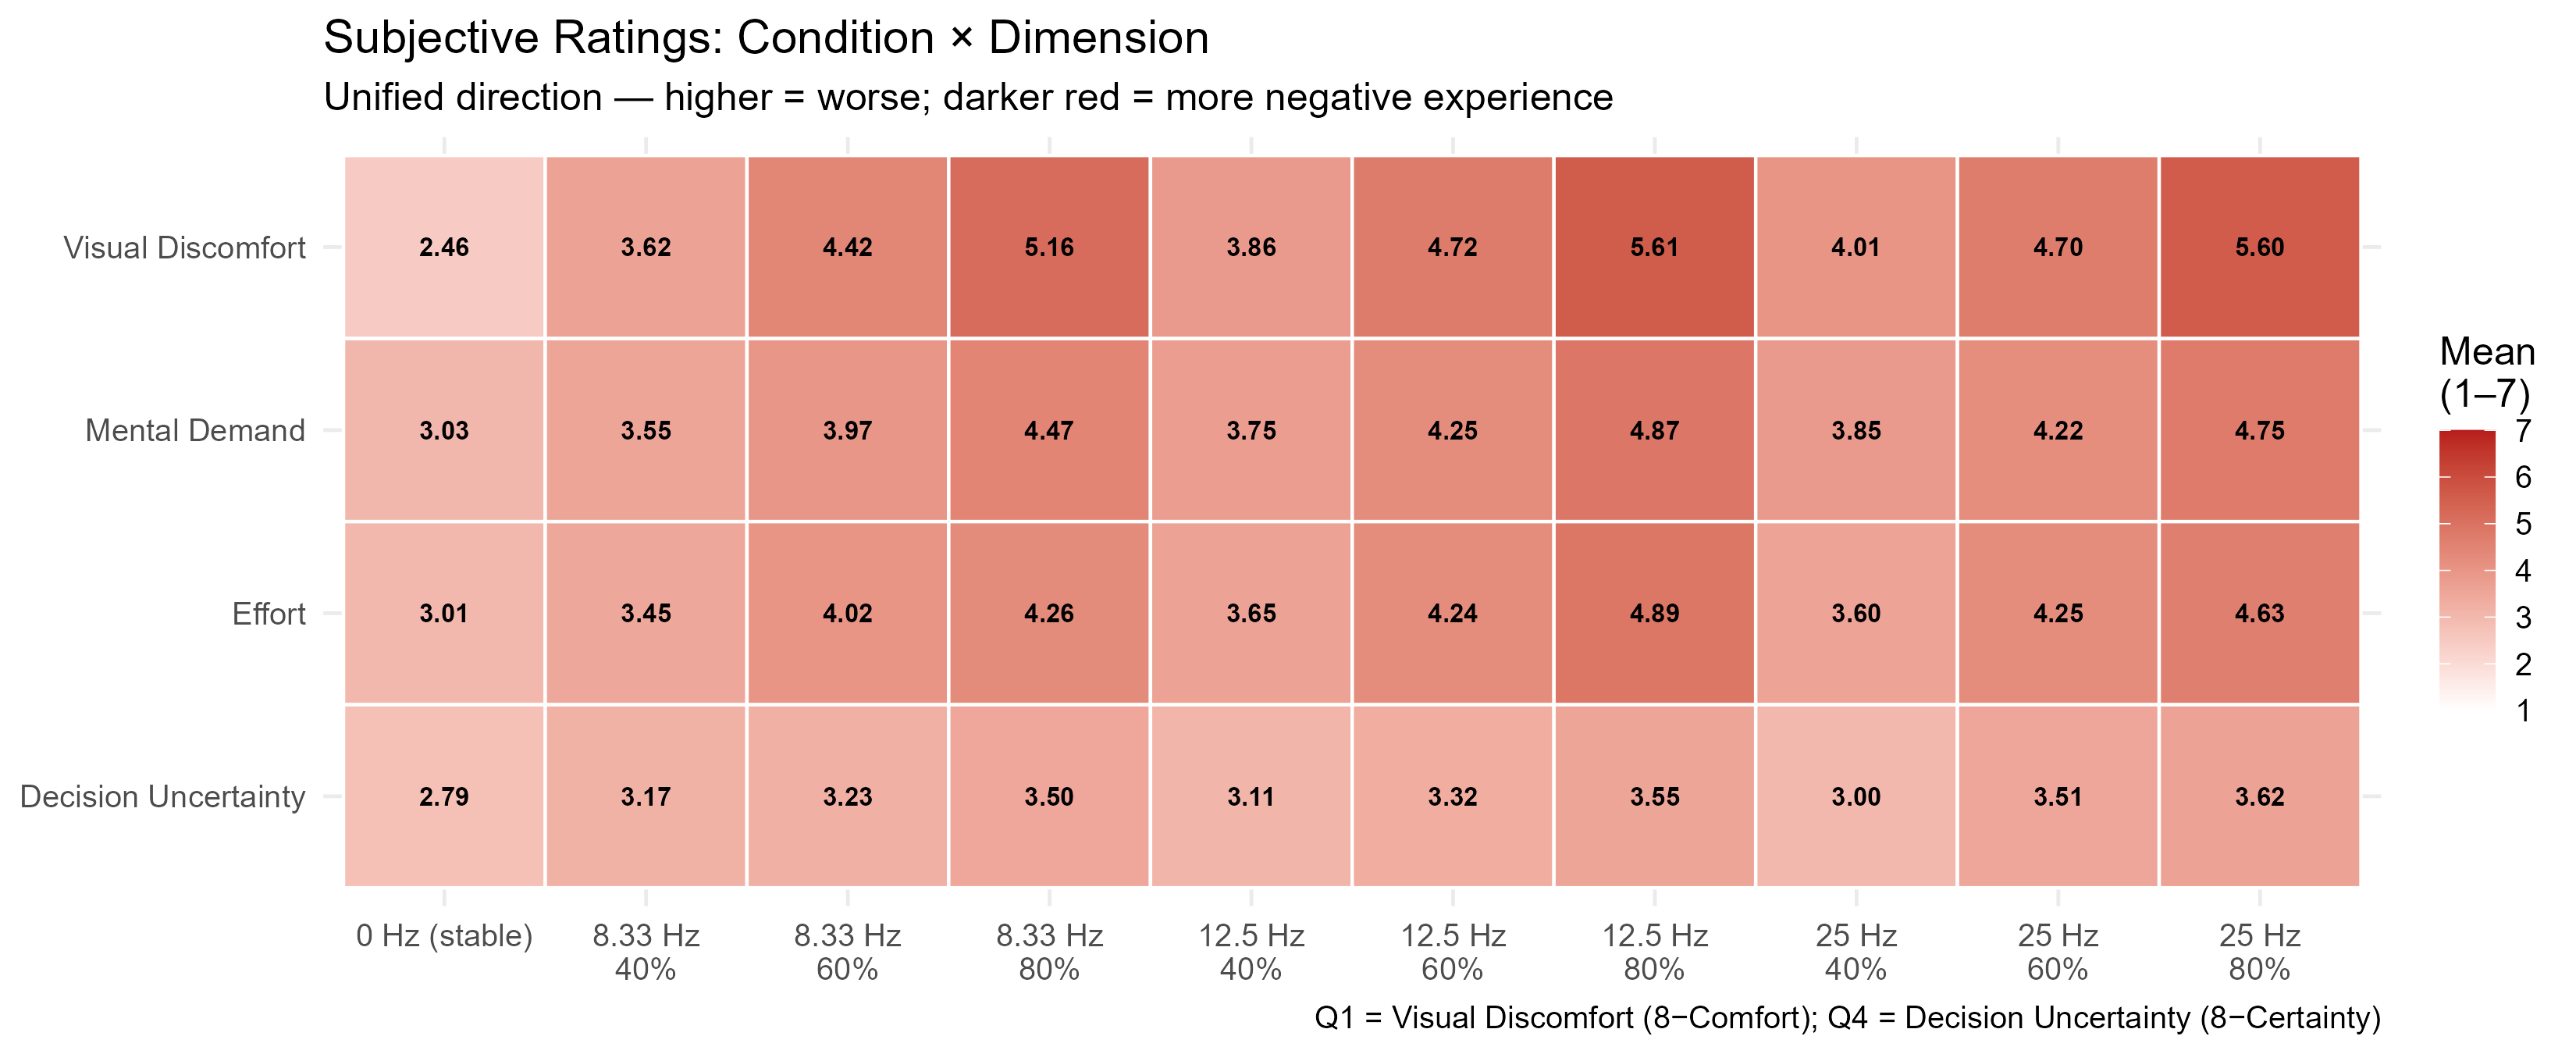 Subjective Ratings: Condition × Dimension
Unified direction — higher = worse; darker red = more negative experience
Visual Discomfort 2.46 3.62 4.42 5.16 3.86 4.72 5.61 4.01 4.70 5.60
Mental Demand 3.03 3.55 3.97 4.47 3.75 4.25 4.87 3.85 4.22 4.75
Effort 3.01 3.45 4.02 4.26 3.65 4.24 4.89 3.60 4.25 4.63
Decision Uncertainty 2.79 3.17 3.23 3.50 3.11 3.32 3.55 3.00 3.51 3.62
0 Hz (stable) 8.33 Hz 8.33 Hz 8.33 Hz 12.5 Hz 12.5 Hz 12.5 Hz 25 Hz 25 Hz 25 Hz
40% 60% 80% 40% 60% 80% 40% 60% 80%
Q1 = Visual Discomfort (8−Comfort); Q4 = Decision Uncertainty (8−Certainty)
Mean
(1–7)
7
6
5
4
3
2
1